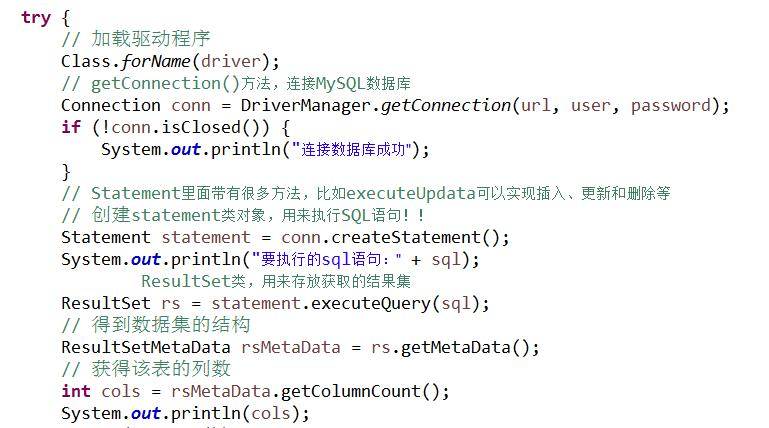 try {
// 加载驱动程序
Class.forName(driver);
// getConnection()方法，连接MySQL数据库
Connection conn = DriverManager.getConnection(url, user, password);
if (!conn.isClosed()) {
System.out.println("连接数据库成功");
}
// Statement里面带有很多方法，比如executeUpdata可以实现插入、更新和删除等
// 创建statement类对象，用来执行SQL语句！！
Statement statement = conn.createStatement();
System.out.println("要执行的sql语句：" + sql);
ResultSet类，用来存放获取的结果集
ResultSet rs = statement.executeQuery(sql);
// 得到数据集的结构
ResultSetMetaData rsMetaData = rs.getMetaData();
// 获得该表的列数
int cols = rsMetaData.getColumnCount();
System.out.println(cols);